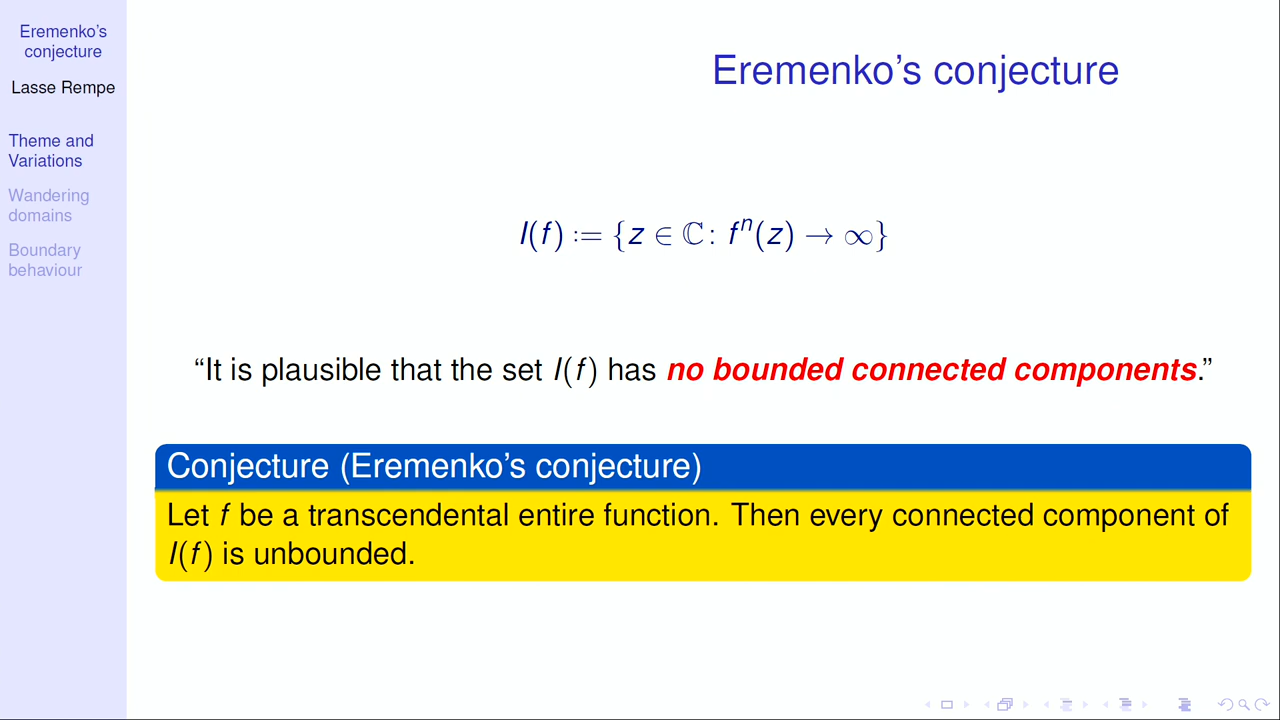 Eremenko's
conjecture
Lasse Rempe
Theme and
Variations
Wandering
domains
Boundary
behaviour
Eremenko's conjecture
I(f) := {z ∈ ℂ: fⁿ(z) → ∞}
“It is plausible that the set I(f) has no bounded connected components.”
Conjecture (Eremenko's conjecture)
Let f be a transcendental entire function. Then every connected component of
I(f) is unbounded.